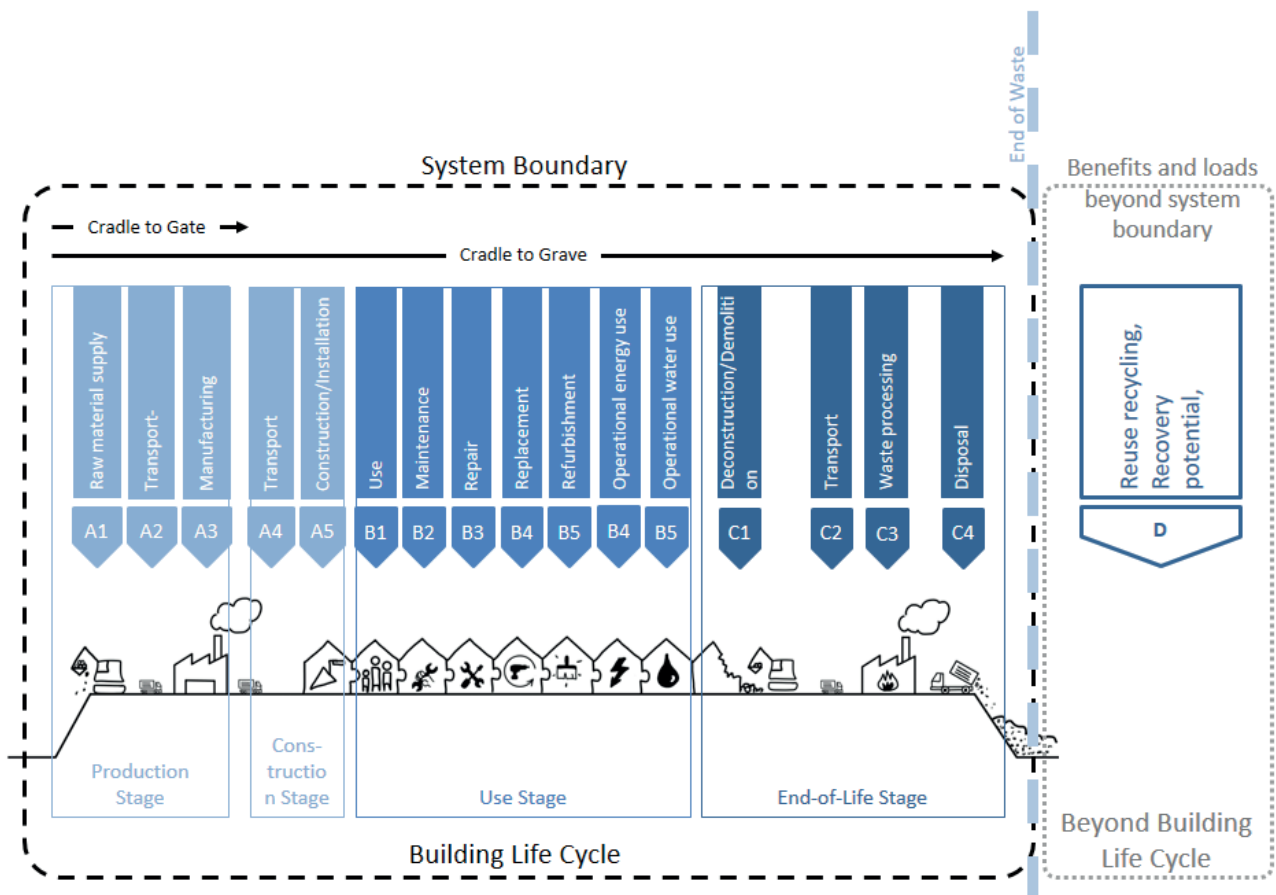 End of Waste
System Boundary
Benefits and loads
beyond system
boundary
Cradle to Gate
Cradle to Grave
Raw material supply
Transport-
Manufacturing
Transport
Construction/Installation
Use
Maintenance
Repair
Replacement
Refurbishment
Operational energy use
Operational water use
Deconstruction/Demoliti
on
Transport
Waste processing
Disposal
Reuse recycling,
Recovery
potential,
A1
A2
A3
A4
A5
B1
B2
B3
B4
B5
B4
B5
C1
C2
C3
C4
D
Production
Stage
Cons-
tructio
n Stage
Use Stage
End-of-Life Stage
Building Life Cycle
Beyond Building
Life Cycle